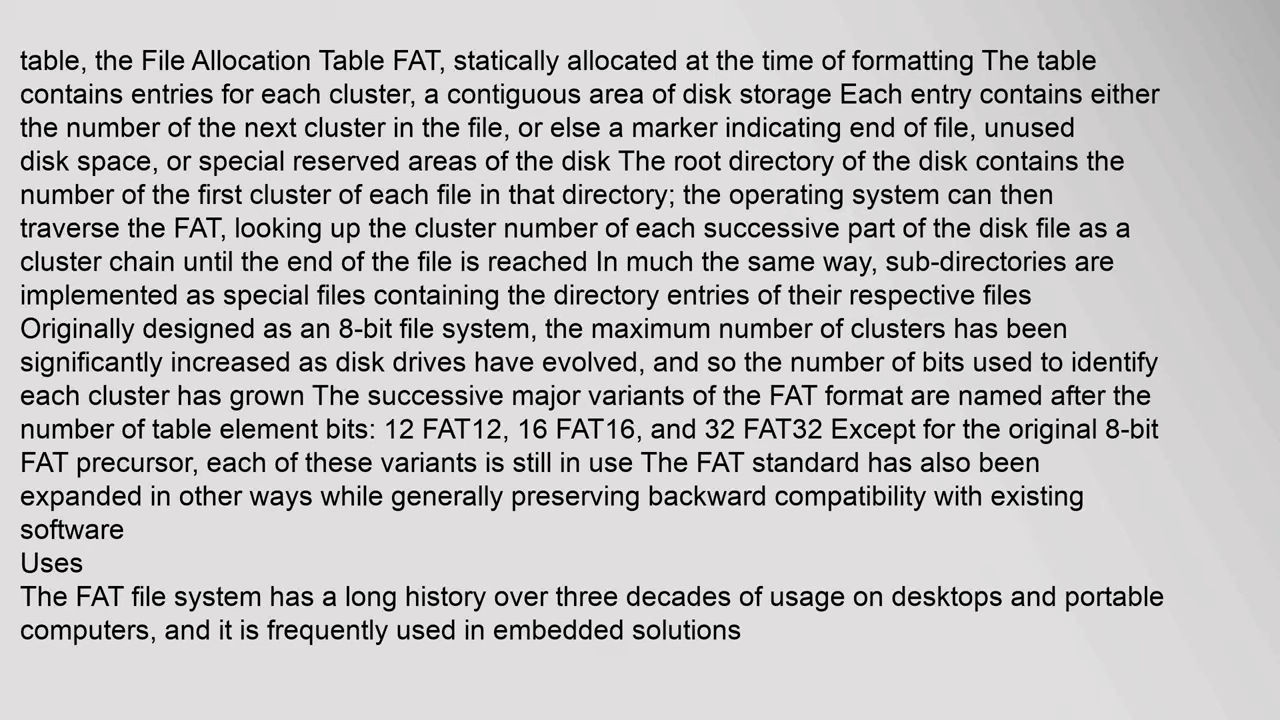 table, the File Allocation Table FAT, statically allocated at the time of formatting The table
contains entries for each cluster, a contiguous area of disk storage Each entry contains either
the number of the next cluster in the file, or else a marker indicating end of file, unused
disk space, or special reserved areas of the disk The root directory of the disk contains the
number of the first cluster of each file in that directory; the operating system can then
traverse the FAT, looking up the cluster number of each successive part of the disk file as a
cluster chain until the end of the file is reached In much the same way, sub-directories are
implemented as special files containing the directory entries of their respective files
Originally designed as an 8-bit file system, the maximum number of clusters has been
significantly increased as disk drives have evolved, and so the number of bits used to identify
each cluster has grown The successive major variants of the FAT format are named after the
number of table element bits: 12 FAT12, 16 FAT16, and 32 FAT32 Except for the original 8-bit
FAT precursor, each of these variants is still in use The FAT standard has also been
expanded in other ways while generally preserving backward compatibility with existing
software
Uses
The FAT file system has a long history over three decades of usage on desktops and portable
computers, and it is frequently used in embedded solutions